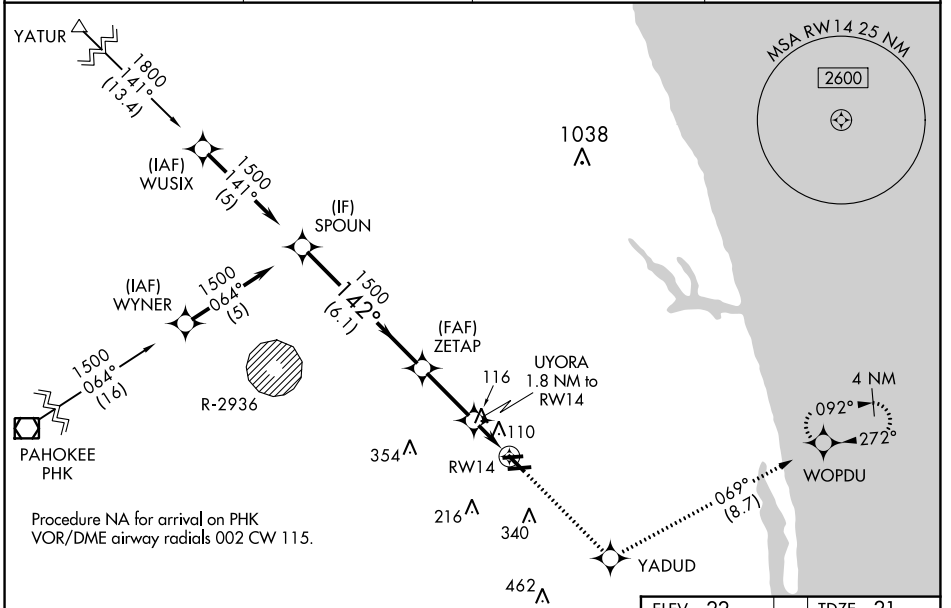 YATUR
1800
141°
(13.4)
(IAF)
WUSIX
1500
141°
(5)
(IF)
SPOUN
(IAF)
WYNER
1500
064°
(5)
1500
064°
(16)
PAHOKEE
PHK
R-2936
1500
142°
(6.1)
(FAF)
ZETAP
UYORA
1.8 NM to
RW14
116
110
354
RW14
216
340
462
1038
MSA RW14 25 NM
2600
4 NM
092°
272°
WOPDU
069°
(8.7)
YADUD
Procedure NA for arrival on PHK
VOR/DME airway radials 002 CW 115.
ELEV 22
TDZE 21